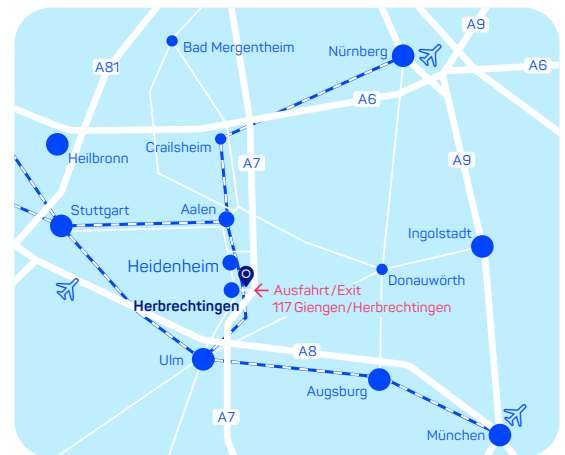 A9
Bad Mergentheim
Nürnberg
A81
A6
A6
Crailsheim
Heilbronn
A7
A9
Stuttgart
Aalen
Ingolstadt
Heidenheim
Donauwörth
Ausfahrt/Exit
Herbrechtingen
117 Giengen/Herbrechtingen
A8
Ulm
Augsburg
A7
München